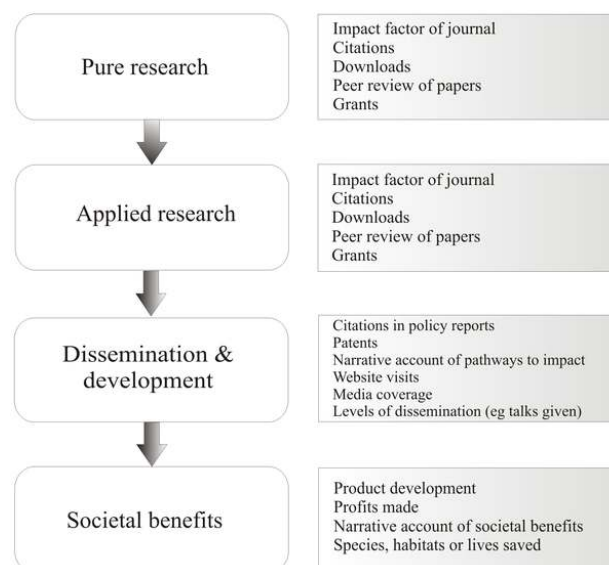 Pure research
Impact factor of journal
Citations
Downloads
Peer review of papers
Grants
Applied research
Impact factor of journal
Citations
Downloads
Peer review of papers
Grants
Dissemination &
development
Citations in policy reports
Patents
Narrative account of pathways to impact
Website visits
Media coverage
Levels of dissemination (eg talks given)
Societal benefits
Product development
Profits made
Narrative account of societal benefits
Species, habitats or lives saved